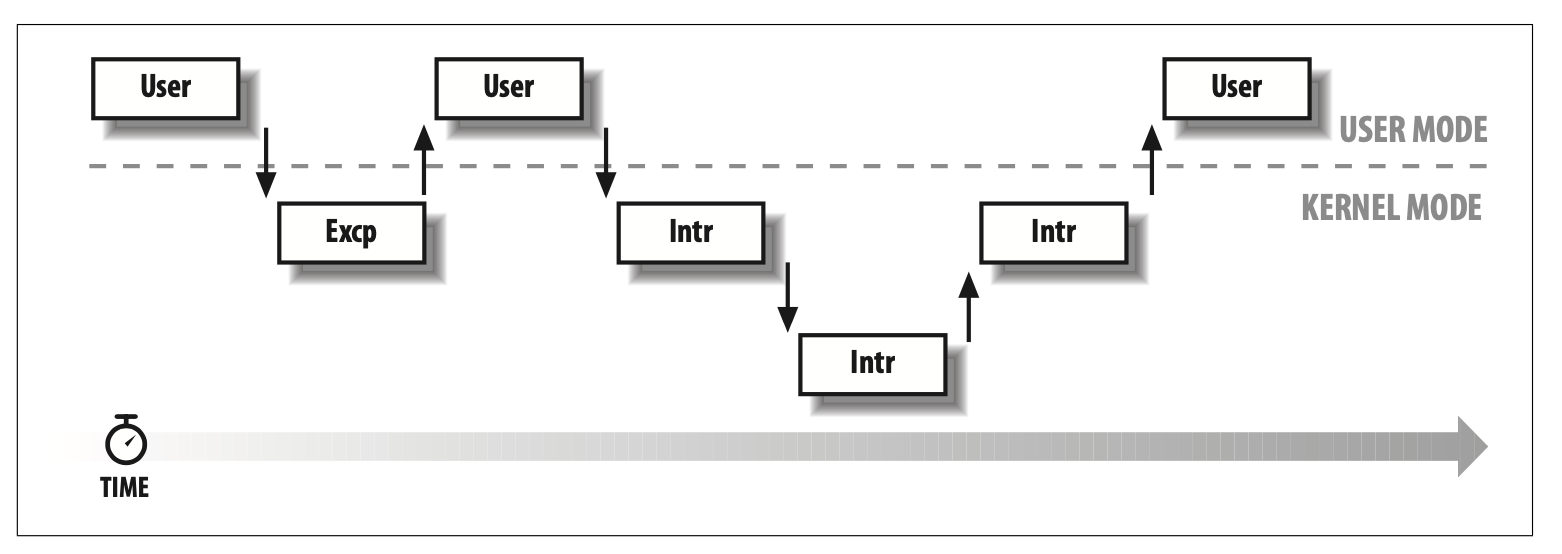 User
User
User
USER MODE
KERNEL MODE
Excp
Intr
Intr
Intr
TIME